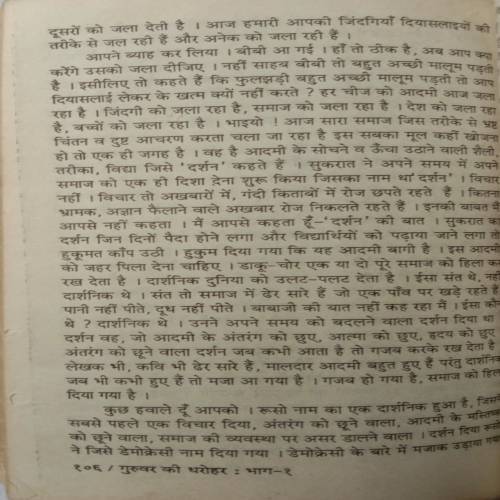 दूसरों को जला देती है । आज हमारी आपकी जिंदगियाँ दियासलाइयों की
तरीके से जल रही हैं और अनेक को जला रही हैं ।
आपने ब्याह कर लिया । बीबी आ गई । हाँ तो ठीक है, अब आप क्या
करेंगे उसको जला दीजिए । नहीं साहब बीबी तो बहुत अच्छी मालूम पड़ती
है । इसीलिए तो कहते हैं कि फुलझड़ी बहुत अच्छी मालूम पड़ती तो आप
दियासलाई लेकर के खत्म क्यों नहीं करते ? हर चीज को आदमी आज जला
रहा है । जिंदगी को जला रहा है, समाज को जला रहा है । देश को जला रहा
है, बच्चों को जला रहा है । भाइयो ! आज सारा समाज जिस तरीके से भ्रष्ट
चिंतन व दुष्ट आचरण करता चला जा रहा है इस सबका मूल कहाँ खोजना
हो तो एक ही जगह है । वह है आदमी के सोचने व ऊँचा उठाने वाली शैली,
तरीका, विद्या जिसे 'दर्शन' कहते हैं । सुकरात ने अपने समय में अपने
समाज को एक ही दिशा देना शुरू किया जिसका नाम था 'दर्शन' । विचार
नहीं । विचार तो अखबारों में, गंदी किताबों में रोज छपते रहते हैं । कितने
भ्रामक, अज्ञान फैलाने वाले अखबार रोज निकलते रहते हैं । इनकी बाबत मैं
आपसे नहीं कहता । मैं आपसे कहता हूँ–'दर्शन' की बात । सुकरात का
दर्शन जिन दिनों पैदा होने लगा और विद्यार्थियों को पढ़ाया जाने लगा तो
हुकूमत काँप उठी । हुकुम दिया गया कि यह आदमी बागी है । इस आदमी
को जहर पिला देना चाहिए । डाकू-चोर एक या दो पूरे समाज को हिला कर
रख देता है । दार्शनिक दुनिया को उलट-पलट देता है । ईसा संत थे, नहीं
दार्शनिक थे । संत तो समाज में ढेर सारे हैं जो एक पाँव पर खड़े रहते हैं
पानी नहीं पीते, दूध नहीं पीते । बाबाजी की बात नहीं कह रहा मैं । ईसा कौन
थे ? दार्शनिक थे । उनने अपने समय को बदलने वाला दर्शन दिया था
दर्शन वह, जो आदमी के अंतरंग को छुए, आत्मा को छुए, हृदय को छुए
अंतरंग को छूने वाला दर्शन जब कभी आता है तो गजब करके रख देता है
लेखक भी, कवि भी ढेर सारे हैं, मालदार आदमी बहुत हुए हैं परंतु दार्शनिक
जब भी कभी हुए हैं तो मजा आ गया है । गजब हो गया है, समाज को हिला
दिया गया है ।
कुछ हवाले दूँ आपको । रूसो नाम का एक दार्शनिक हुआ है, जिसने
सबसे पहले एक विचार दिया, अंतरंग को छूने वाला, आदमी के मस्तिष्क
को छूने वाला, समाज की व्यवस्था पर असर डालने वाला । दर्शन दिया रूसो
ने जिसे डेमोक्रेसी नाम दिया गया । डेमोक्रेसी के बारे में मजाक उड़ाया गया
१०६ / गुरुवर की धरोहर : भाग-१